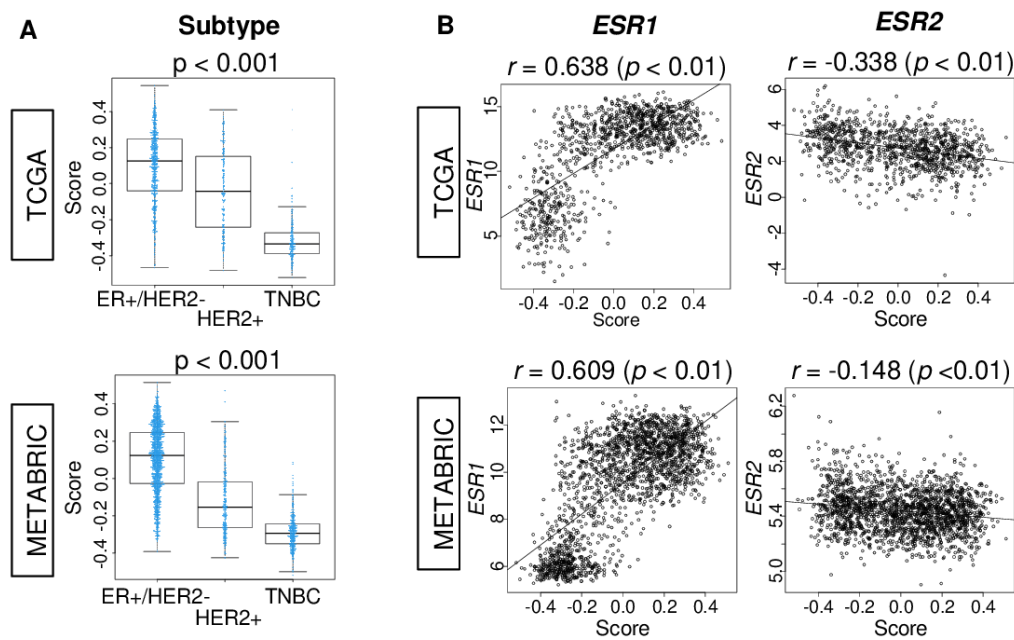 A
Subtype
B
ESR1
ESR2
TCGA
p < 0.001
Score
0.4
0.2
0.0
-0.2
-0.4
ER+/HER2-
HER2+
TNBC
TCGA
r = 0.638 (p < 0.01)
ESR1
15
10
5
-0.4 -0.2 0.0 0.2 0.4
Score
r = -0.338 (p < 0.01)
ESR2
6
4
2
0
-2
-4
-0.4 -0.2 0.0 0.2 0.4
Score
METABRIC
p < 0.001
Score
0.4
0.2
0.0
-0.2
-0.4
ER+/HER2-
HER2+
TNBC
METABRIC
r = 0.609 (p < 0.01)
ESR1
12
10
8
6
-0.4 -0.2 0.0 0.2 0.4
Score
r = -0.148 (p <0.01)
ESR2
6.2
5.8
5.4
5.0
-0.4 -0.2 0.0 0.2 0.4
Score